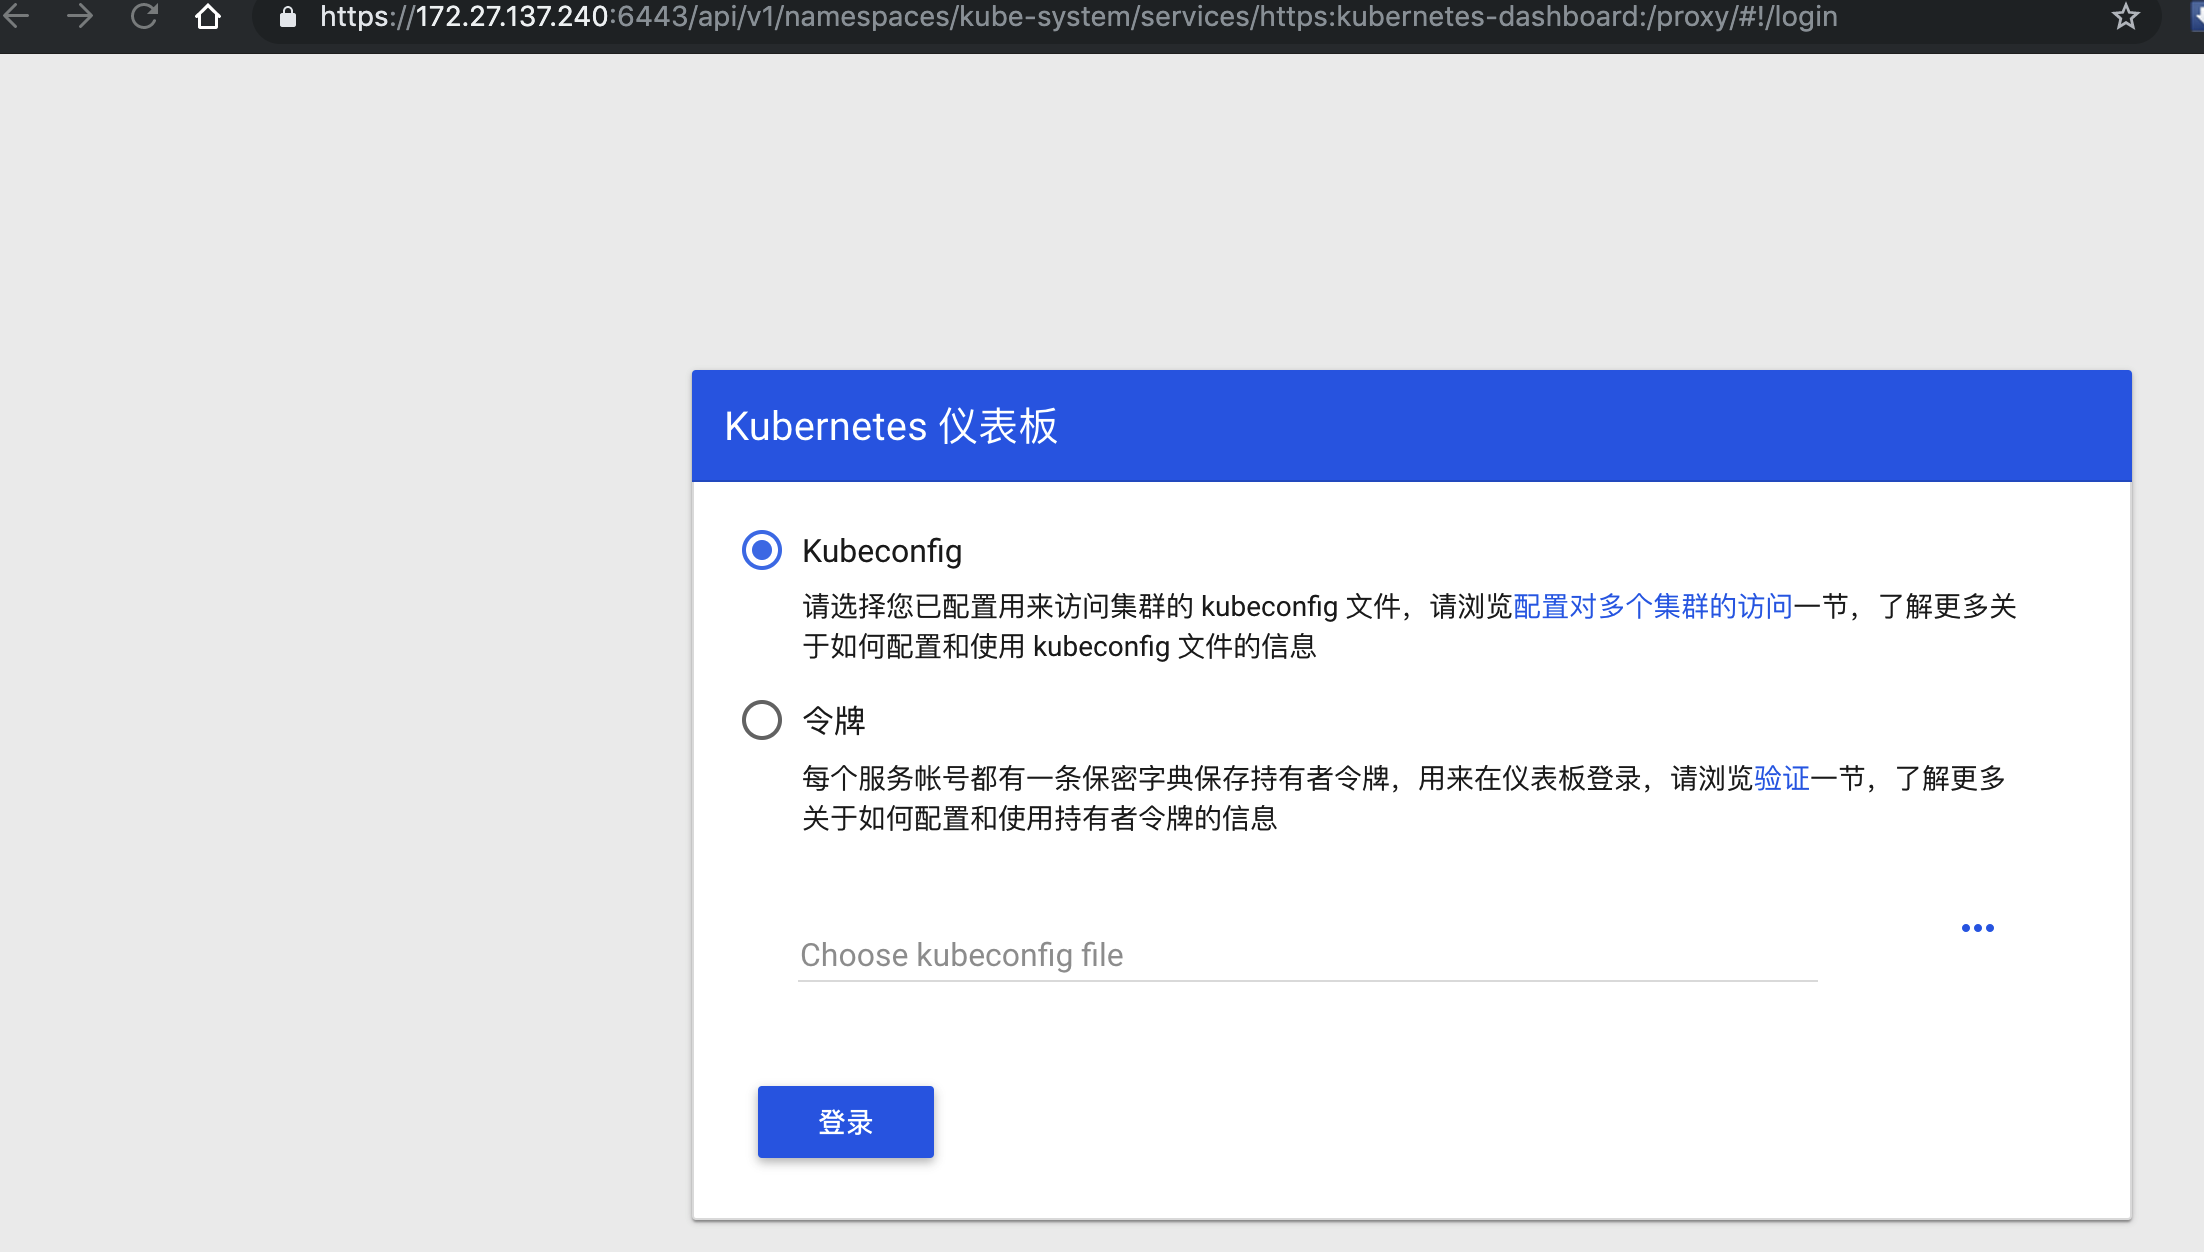 https://172.27.137.240:6443/api/v1/namespaces/kube-system/services/https:kubernetes-dashboard:/proxy/#!/login
Kubernetes 仪表板
Kubeconfig
请选择您已配置用来访问集群的 kubeconfig 文件，请浏览配置对多个集群的访问一节，了解更多关
于如何配置和使用 kubeconfig 文件的信息
令牌
每个服务帐号都有一条保密字典保存持有者令牌，用来在仪表板登录，请浏览验证一节，了解更多
关于如何配置和使用持有者令牌的信息
Choose kubeconfig file
登录